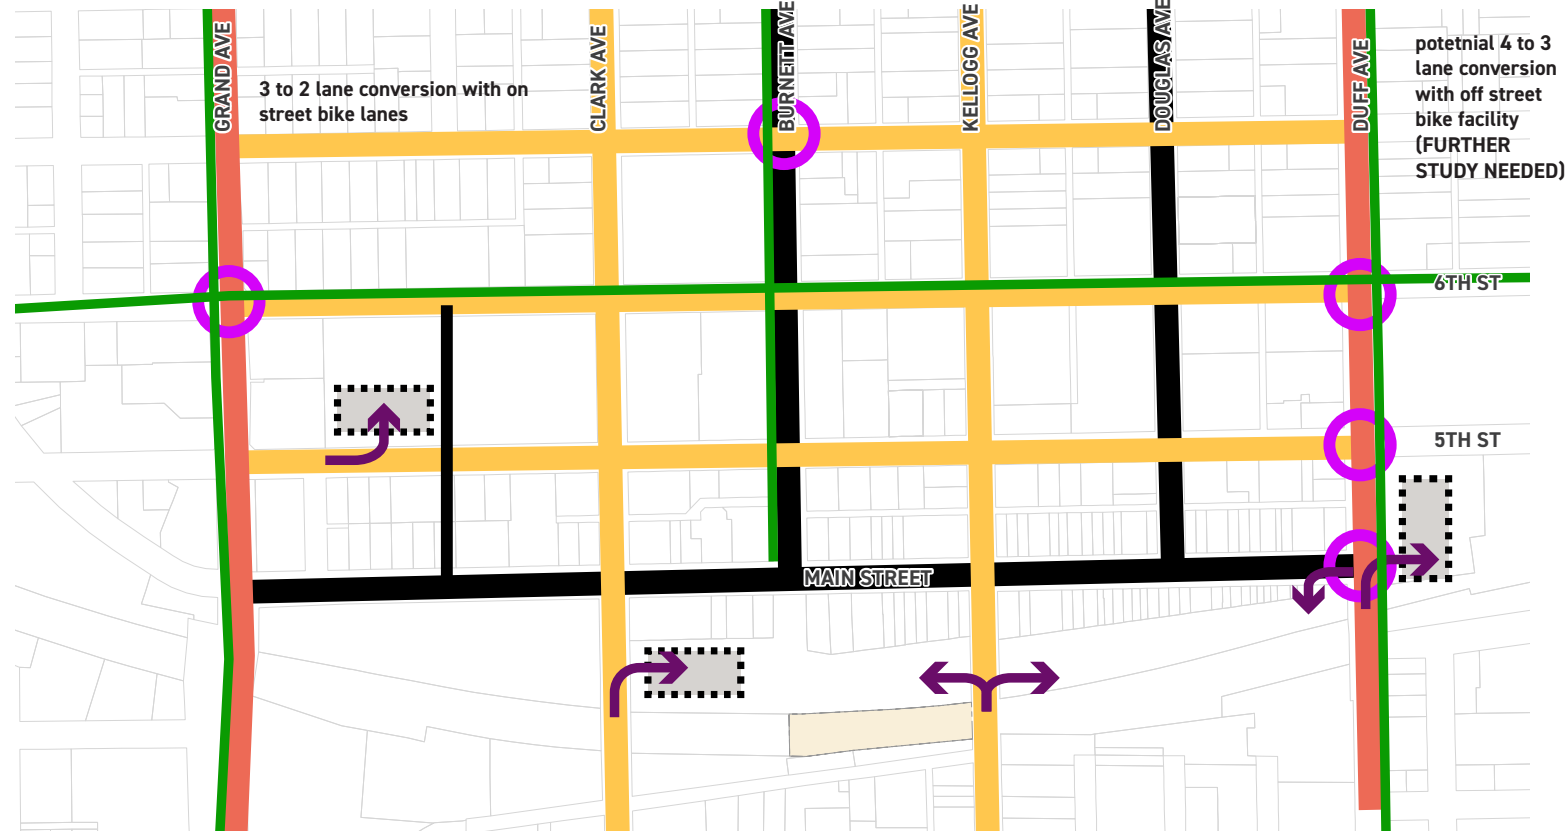 GRAND AVE
CLARK AVE
BURNETT AVE
KELLOGG AVE
DOUGLAS AVE
DUFF AVE
3 to 2 lane conversion with on
street bike lanes
potetnial 4 to 3
lane conversion
with off street
bike facility
(FURTHER
STUDY NEEDED)
6TH ST
5TH ST
MAIN STREET